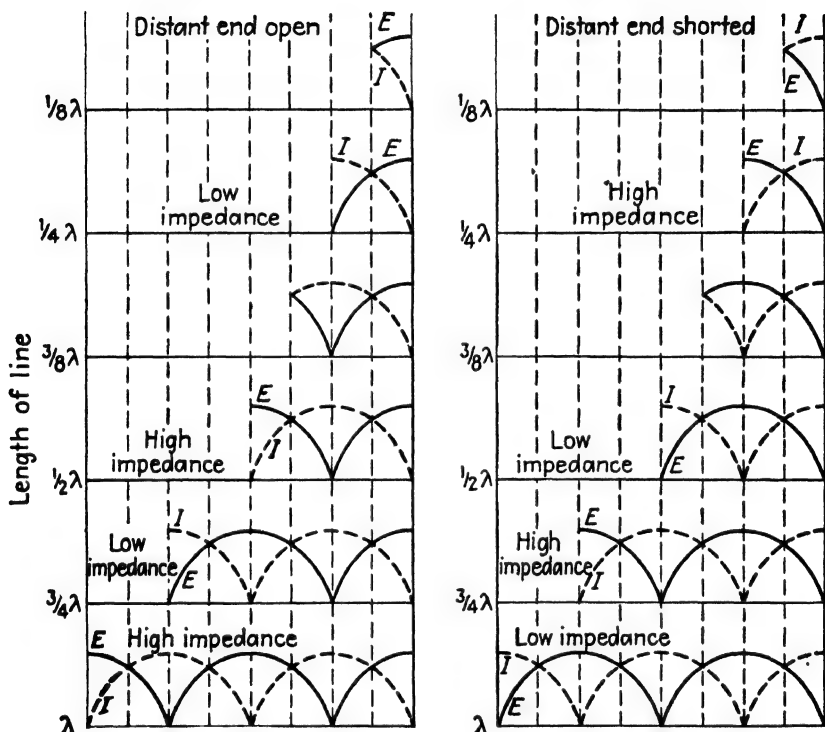 Length of line
Distant end open
E
I
1/8λ
I
E
Low
impedance
1/4λ
3/8λ
E
High
impedance
I
1/2λ
I
Low
impedance
E
3/4λ
E
High impedance
I
λ
Distant end shorted
I
E
1/8λ
E
I
High
impedance
1/4λ
3/8λ
I
Low
impedance
E
1/2λ
E
High
impedance
I
3/4λ
Low impedance
I
E
λ